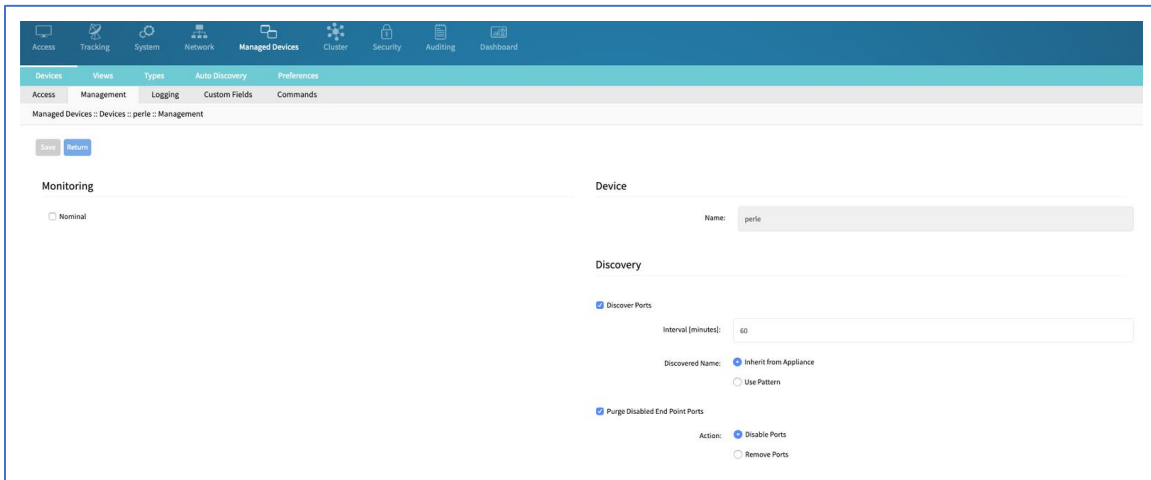 Access Tracking System Network Managed Devices Cluster Security Auditing Dashboard
Devices Views Types Auto Discovery Preferences
Access Management Logging Custom Fields Commands
Managed Devices :: Devices :: perle :: Management
Save Return
Monitoring
Nominal
Device
Name: perle
Discovery
Discover Ports
Interval [minutes]: 60
Discovered Name: Inherit from Appliance
Use Pattern
Purge Disabled End Point Ports
Action: Disable Ports
Remove Ports